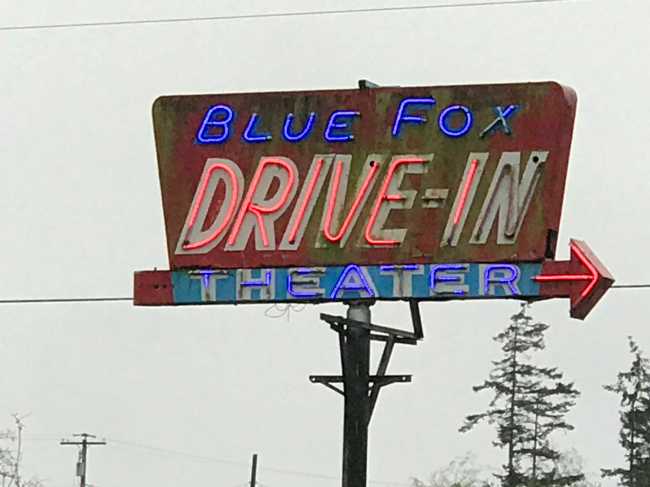 BLUE FOX
DRIVE-IN
THEATER